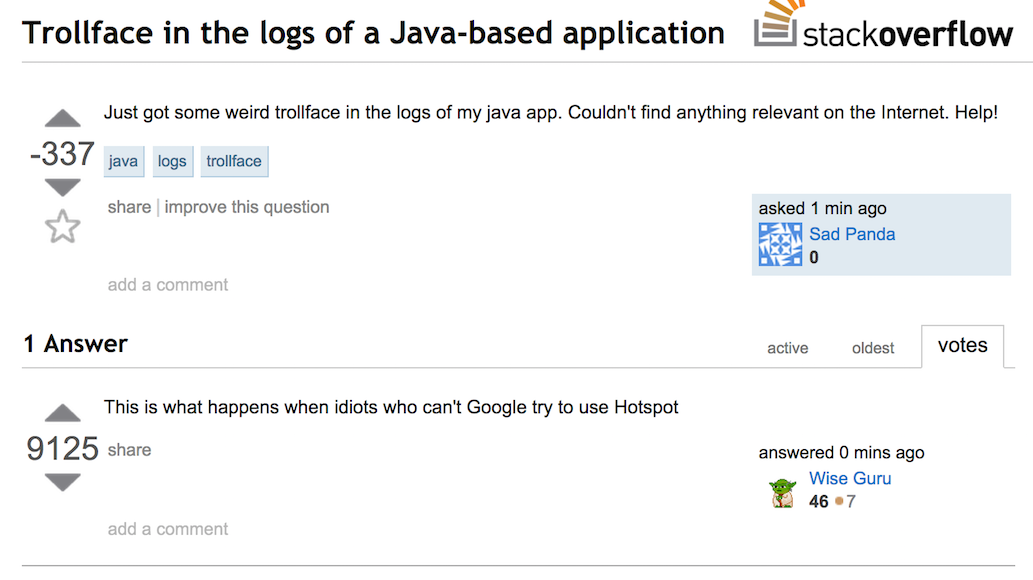 Trollface in the logs of a Java-based application
stackoverflow
Just got some weird trollface in the logs of my java app. Couldn't find anything relevant on the Internet. Help!
-337
java logs trollface
share | improve this question
asked 1 min ago
Sad Panda
0
add a comment
1 Answer
active oldest votes
This is what happens when idiots who can't Google try to use Hotspot
9125
share
answered 0 mins ago
Wise Guru
46 7
add a comment